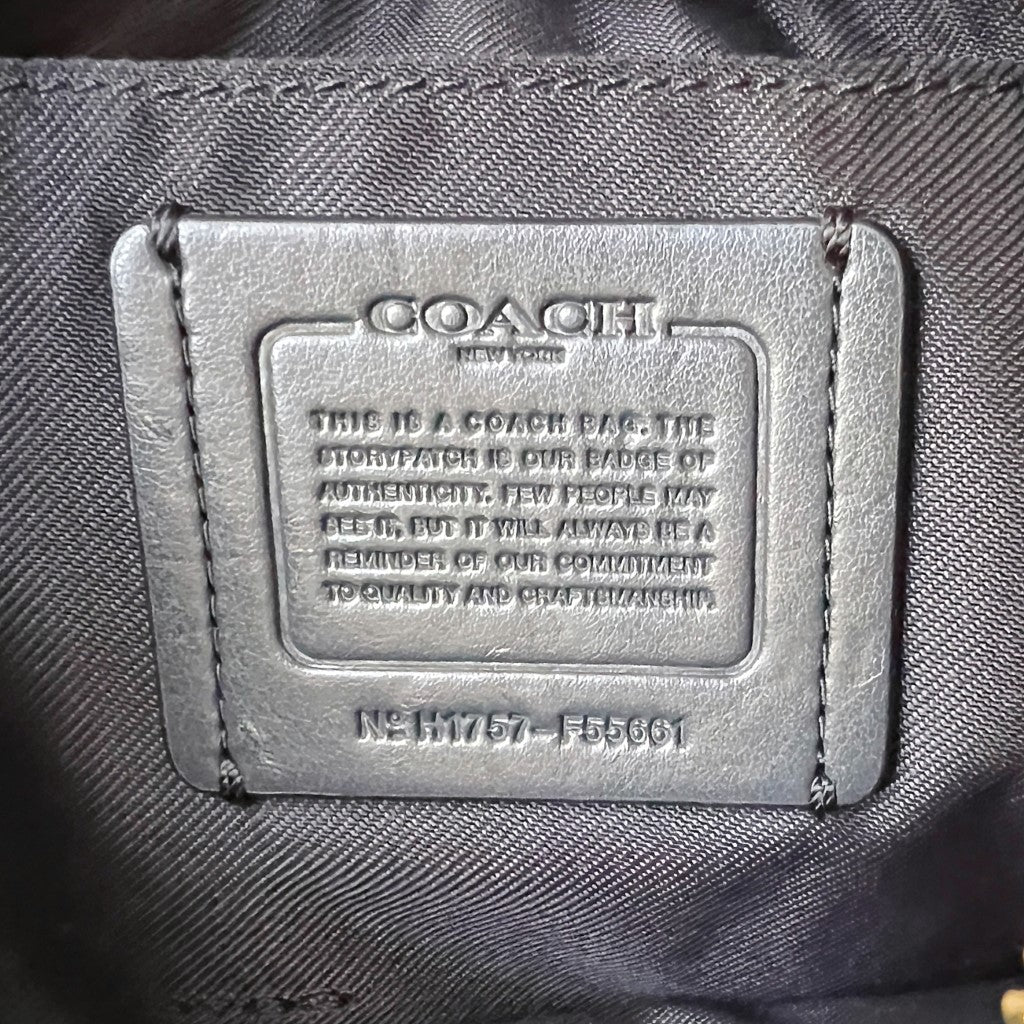 COACH
NEW YORK
THIS IS A COACH BAG. THE
STORYPATCH IS OUR BADGE OF
AUTHENTICITY. FEW PEOPLE MAY
SEE IT, BUT IT WILL ALWAYS BE A
REMINDER OF OUR COMMITMENT
TO QUALITY AND CRAFTSMANSHIP.
Nº H1757-F55661